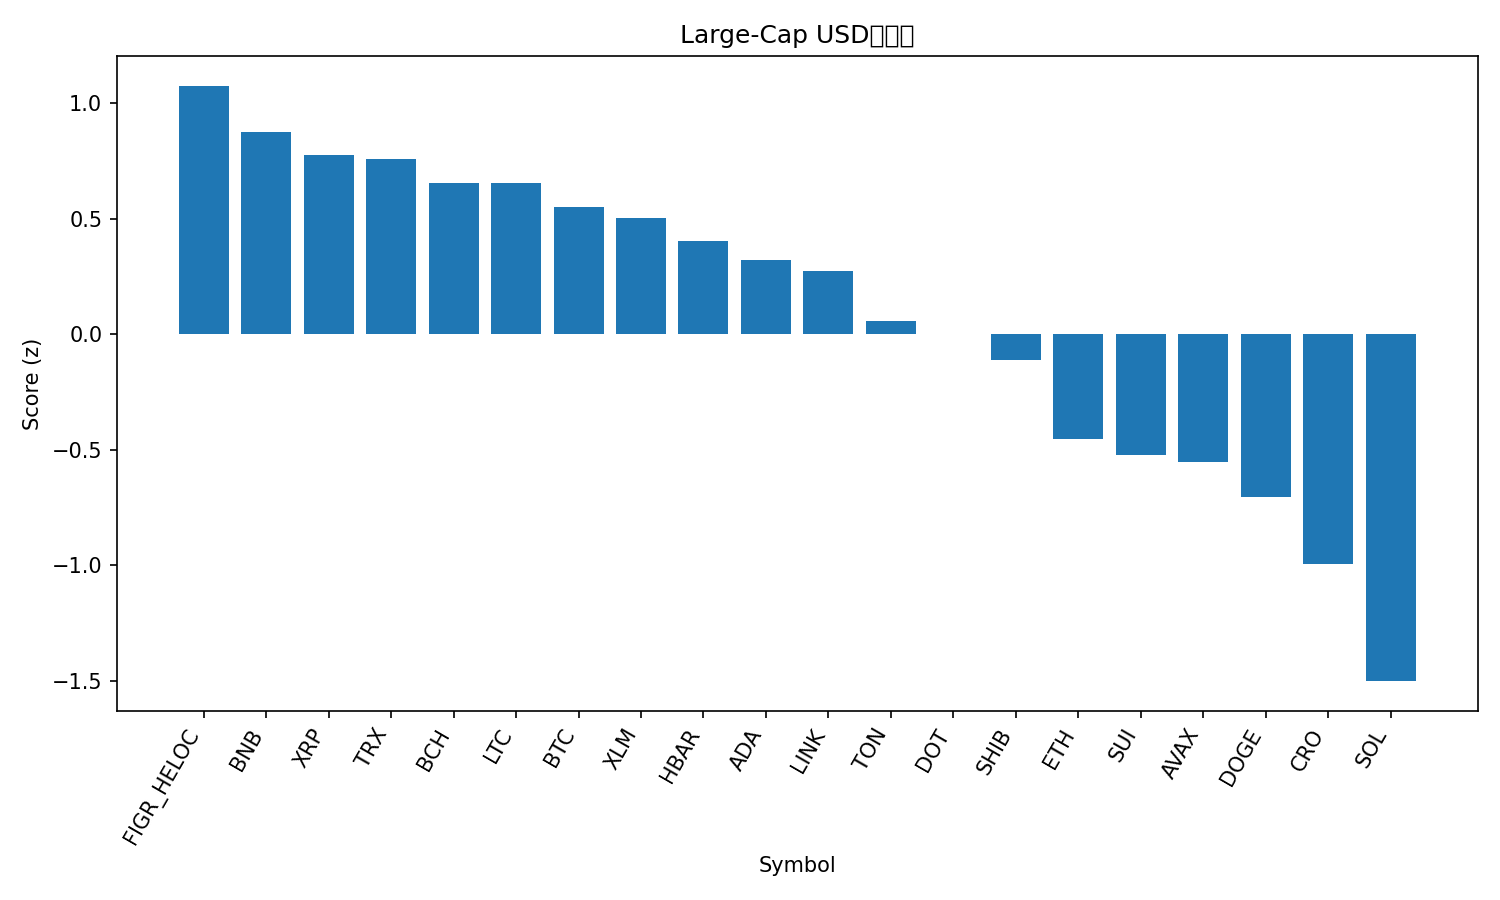 Large-Cap USD
1.0
0.5
0.0
−0.5
−1.0
−1.5
Score (z)
FIGR_HELOC
BNB
XRP
TRX
BCH
LTC
BTC
XLM
HBAR
ADA
LINK
TON
DOT
SHIB
ETH
SUI
AVAX
DOGE
CRO
SOL
Symbol